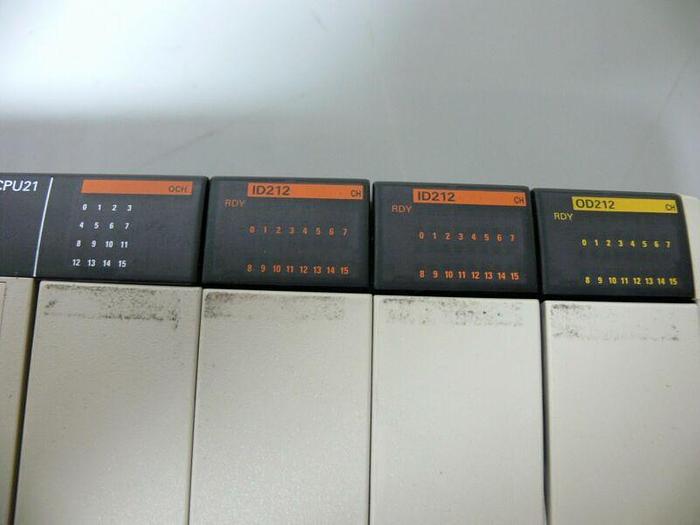 CPU21
OCH
0 1 2 3
4 5 6 7
8 9 10 11
12 13 14 15
ID212 CH
RDY
0 1 2 3 4 5 6 7
8 9 10 11 12 13 14 15
ID212 CH
RDY
0 1 2 3 4 5 6 7
8 9 10 11 12 13 14 15
OD212 CH
RDY
0 1 2 3 4 5 6 7
8 9 10 11 12 13 14 15